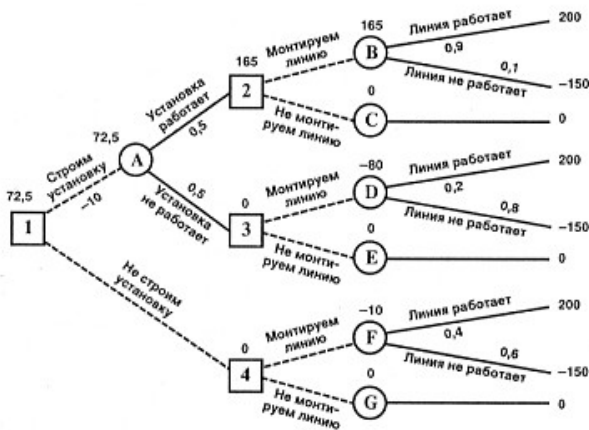 72,5
1
Строим
установку
−10
72,5
A
Установка
работает
0,5
0,5
Установка
не работает
Не строим
установку
165
2
Монтируем
линию
Не монти-
руем линию
165
B
Линия работает
0,9
200
Линия не работает
0,1
−150
0
C
0
0
3
Монтируем
линию
Не монти-
руем линию
−80
D
Линия работает
0,2
200
Линия не работает
0,8
−150
0
E
0
0
4
Монтируем
линию
Не монти-
руем линию
−10
F
Линия работает
0,4
200
Линия не работает
0,6
−150
0
G
0